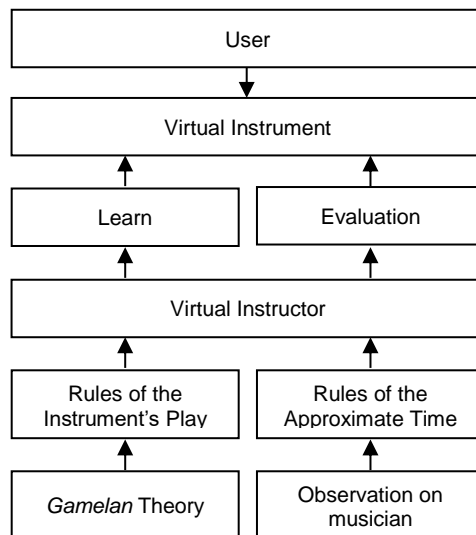 User
Virtual Instrument
Learn
Evaluation
Virtual Instructor
Rules of the
Instrument's Play
Rules of the
Approximate Time
Gamelan Theory
Observation on
musician